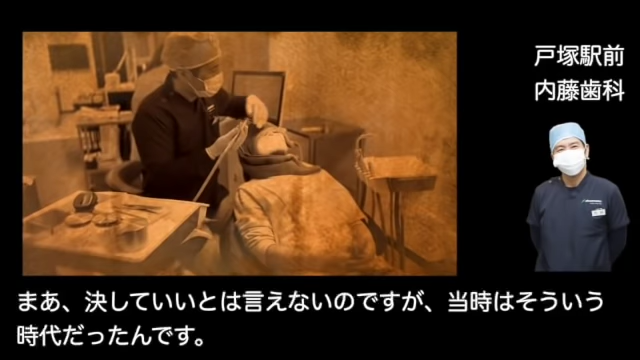 戸塚駅前
内藤歯科
まあ、決していいとは言えないのですが、当時はそういう
時代だったんです。